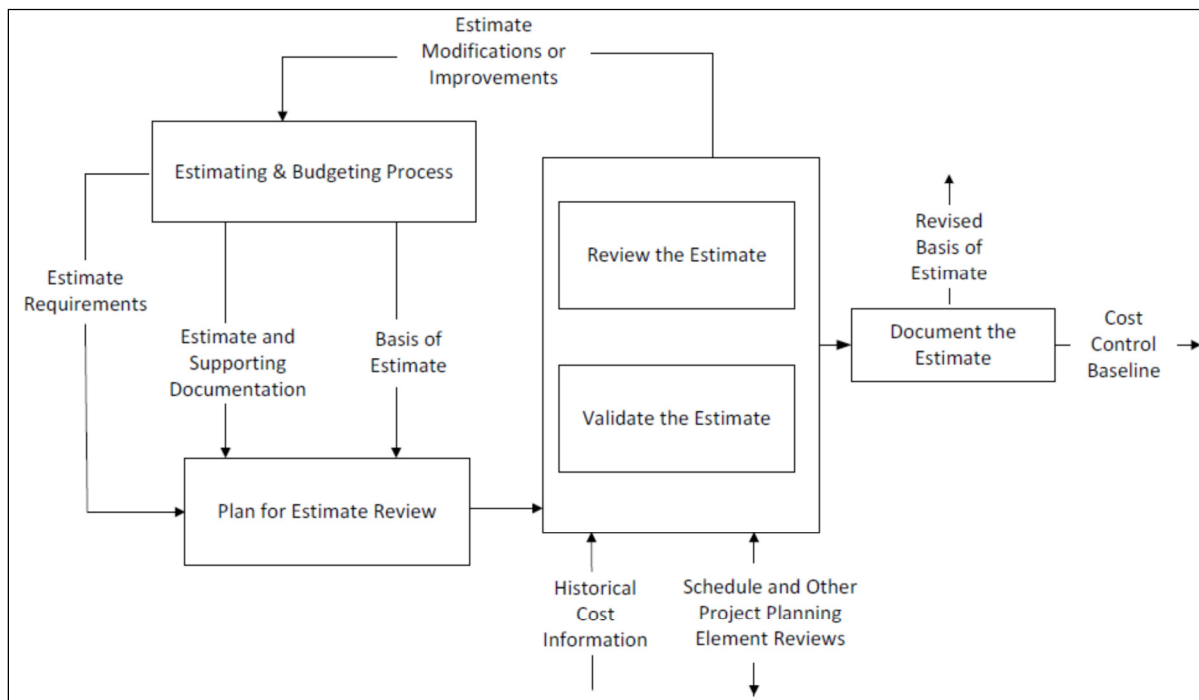 Estimate
Modifications or
Improvements
Estimating & Budgeting Process
Estimate
Requirements
Estimate and
Supporting
Documentation
Basis of
Estimate
Plan for Estimate Review
Review the Estimate
Validate the Estimate
Historical
Cost
Information
Schedule and Other
Project Planning
Element Reviews
Revised
Basis of
Estimate
Document the
Estimate
Cost
Control
Baseline